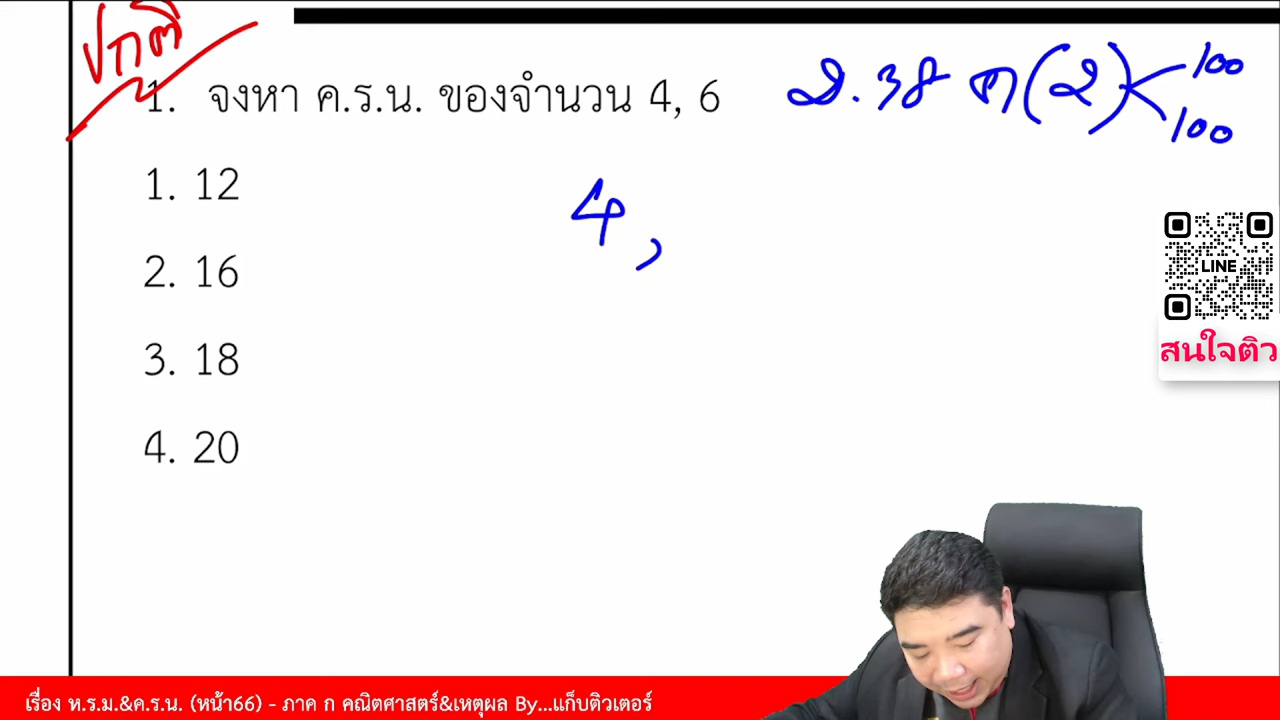 ปกติ
1. จงหา ค.ร.น. ของจำนวน 4, 6
ค(2) 100
100
1. 12
4,
2. 16
LINE
สนใจติว
3. 18
4. 20
เรื่อง ห.ร.ม.&ค.ร.น. (หน้า66) - ภาค ก คณิตศาสตร์&เหตุผล By...แก็บติวเตอร์